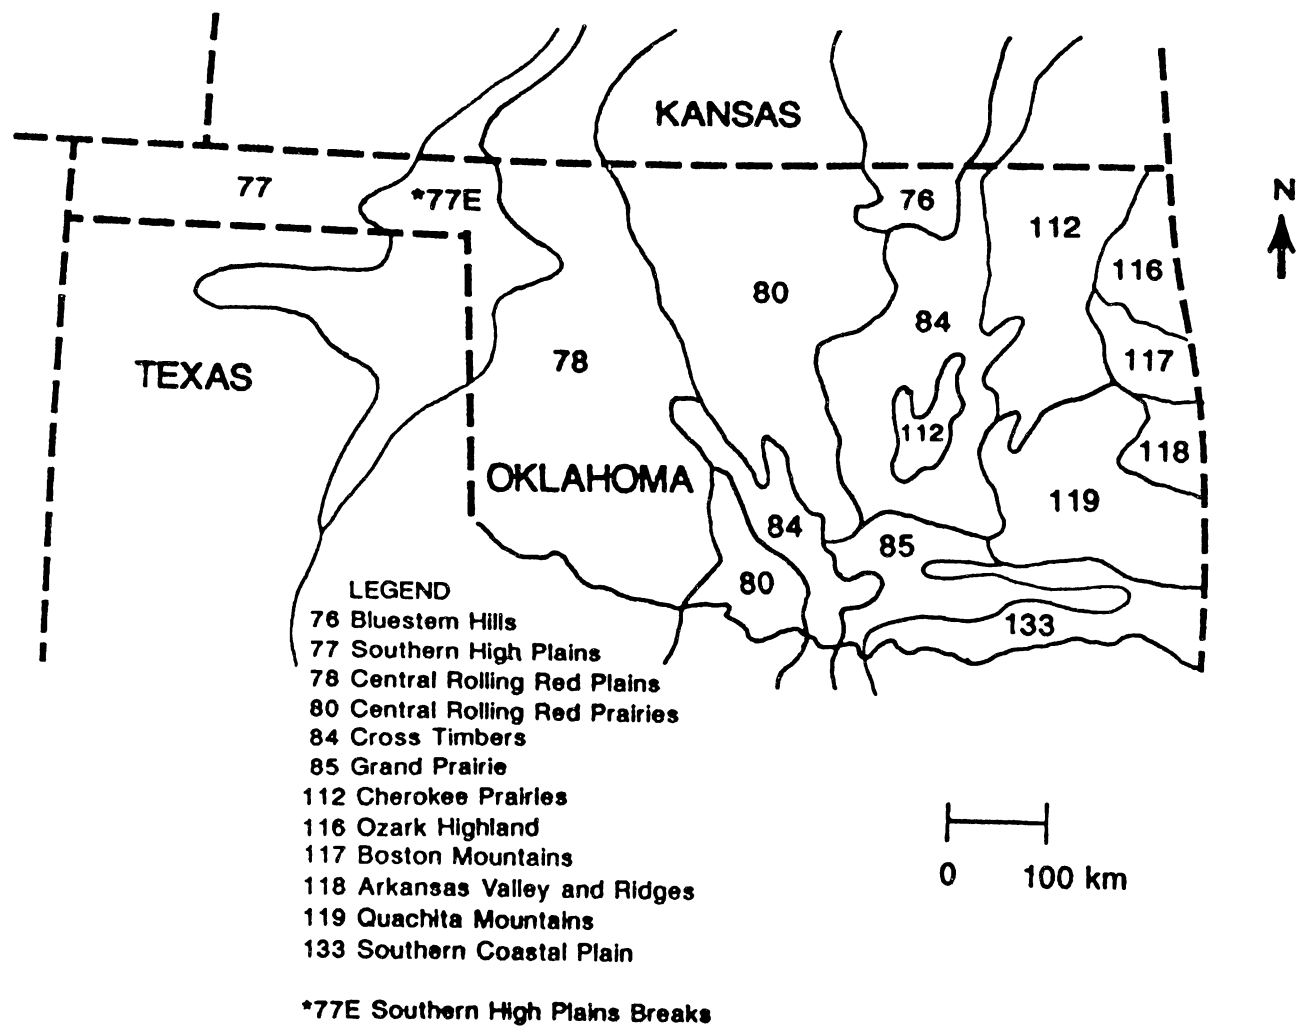 KANSAS
77
*77E
76
N
112
116
80
84
117
TEXAS
78
112
118
OKLAHOMA
119
84
85
80
133
LEGEND
76 Bluestem Hills
77 Southern High Plains
78 Central Rolling Red Plains
80 Central Rolling Red Prairies
84 Cross Timbers
85 Grand Prairie
112 Cherokee Prairies
116 Ozark Highland
117 Boston Mountains
118 Arkansas Valley and Ridges
119 Quachita Mountains
133 Southern Coastal Plain
*77E Southern High Plains Breaks
0 100 km